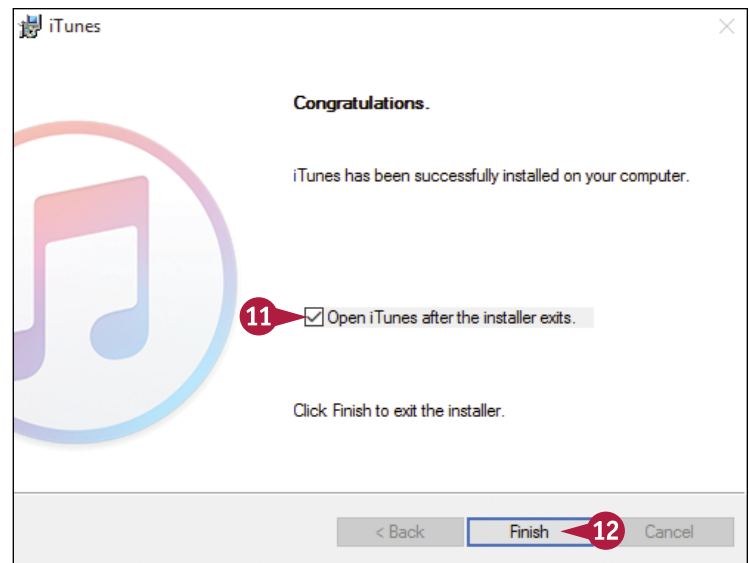 iTunes
Congratulations.
iTunes has been successfully installed on your computer.
11
Open iTunes after the installer exits.
Click Finish to exit the installer.
< Back
Finish
12
Cancel